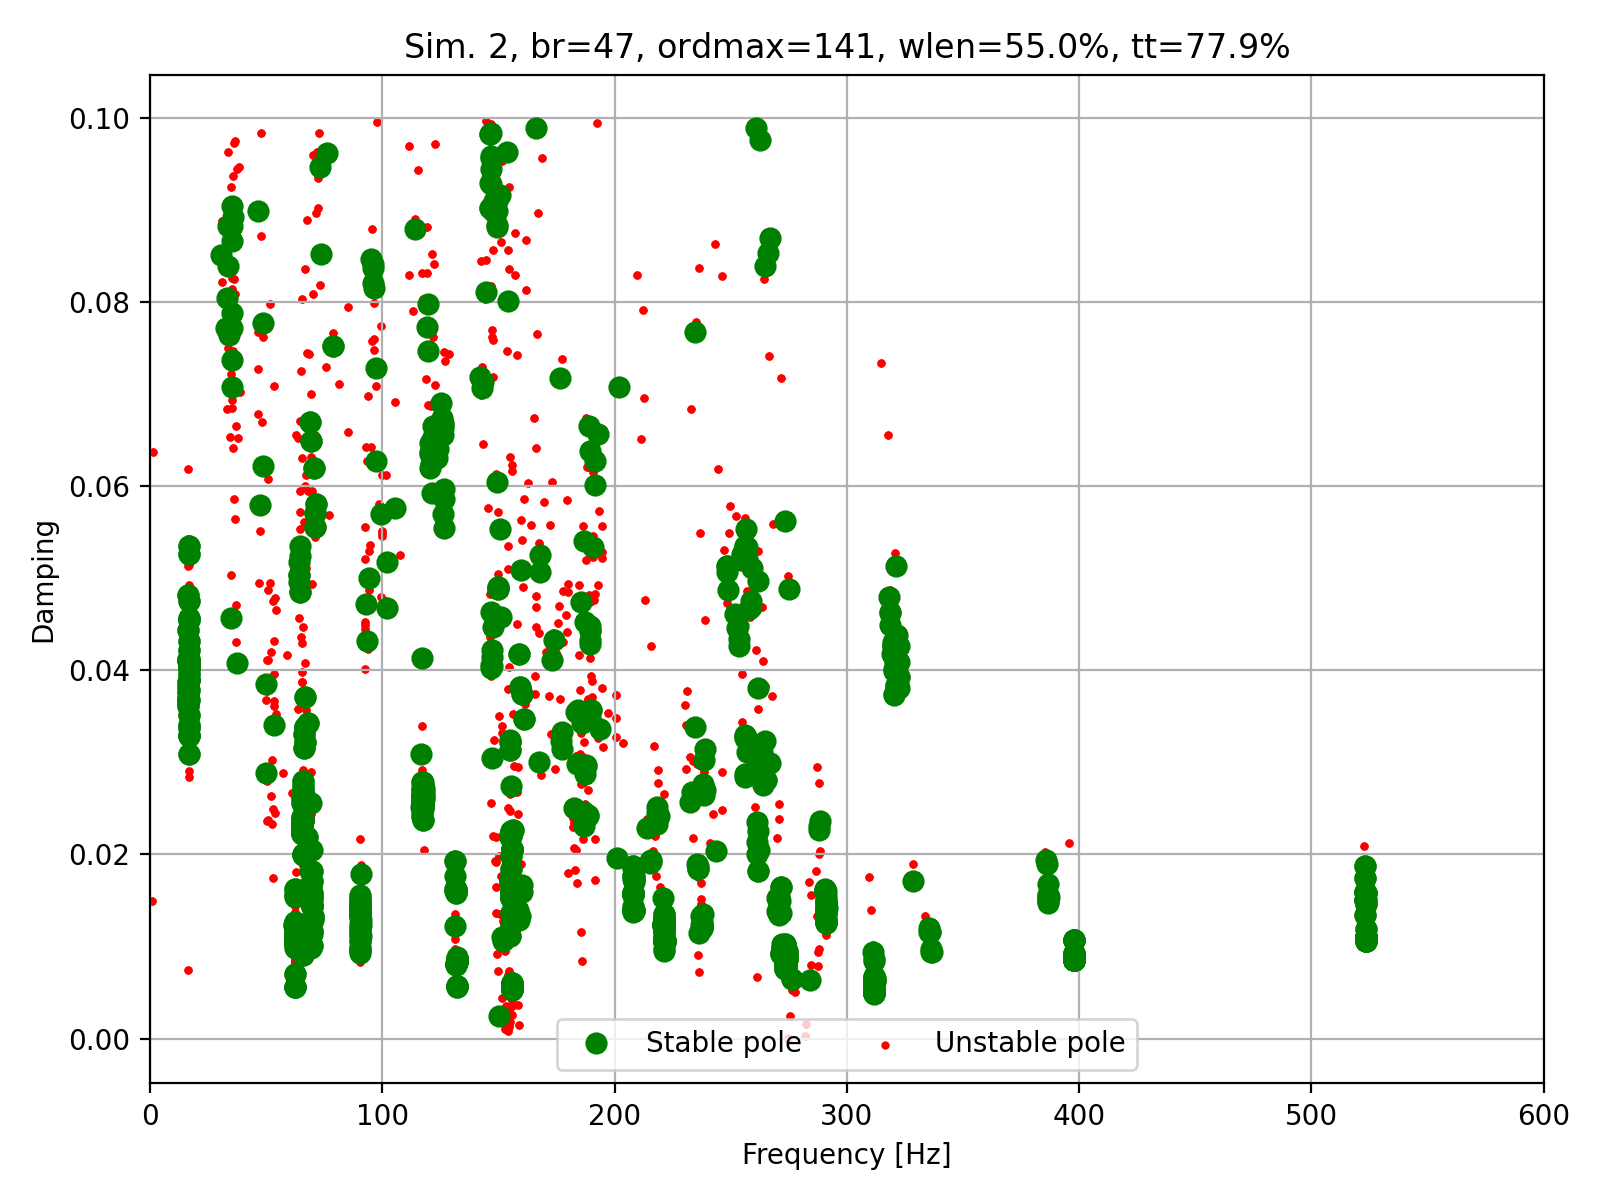 Sim. 2, br=47, ordmax=141, wlen=55.0%, tt=77.9%
0.10
0.08
0.06
0.04
0.02
0.00
Damping
Stable pole
Unstable pole
0
100
200
300
400
500
600
Frequency [Hz]